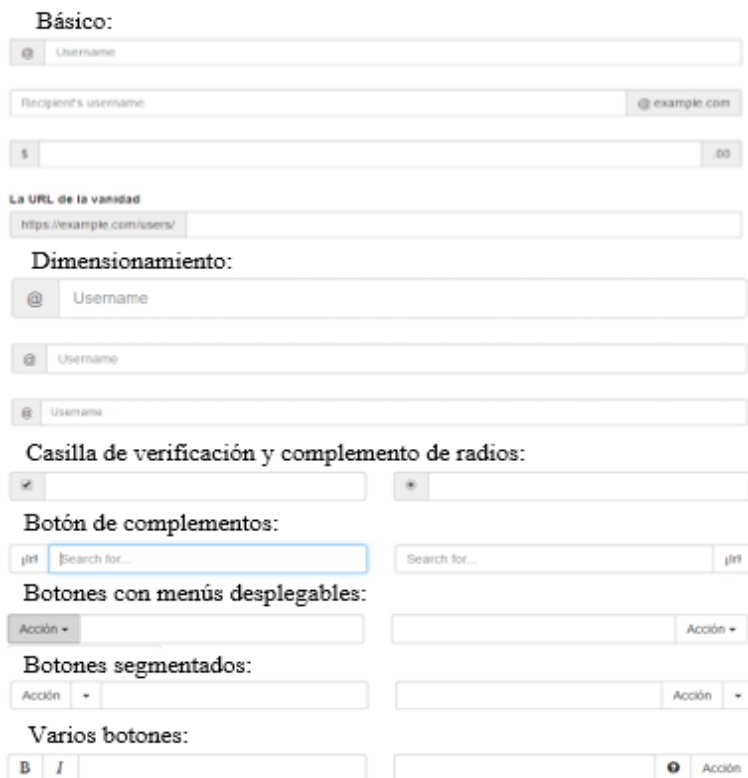 Básico:
@ Username
Recipient's username @example.com
$ .00
La URL de la vanidad
https://example.com/users/
Dimensionamiento:
@ Username
@ Username
@ Username
Casilla de verificación y complemento de radios:
Botón de complementos:
¡Ir! Search for...
Search for... ¡Ir!
Botones con menús desplegables:
Acción Acción
Botones segmentados:
Acción Acción
Varios botones:
B I Acción